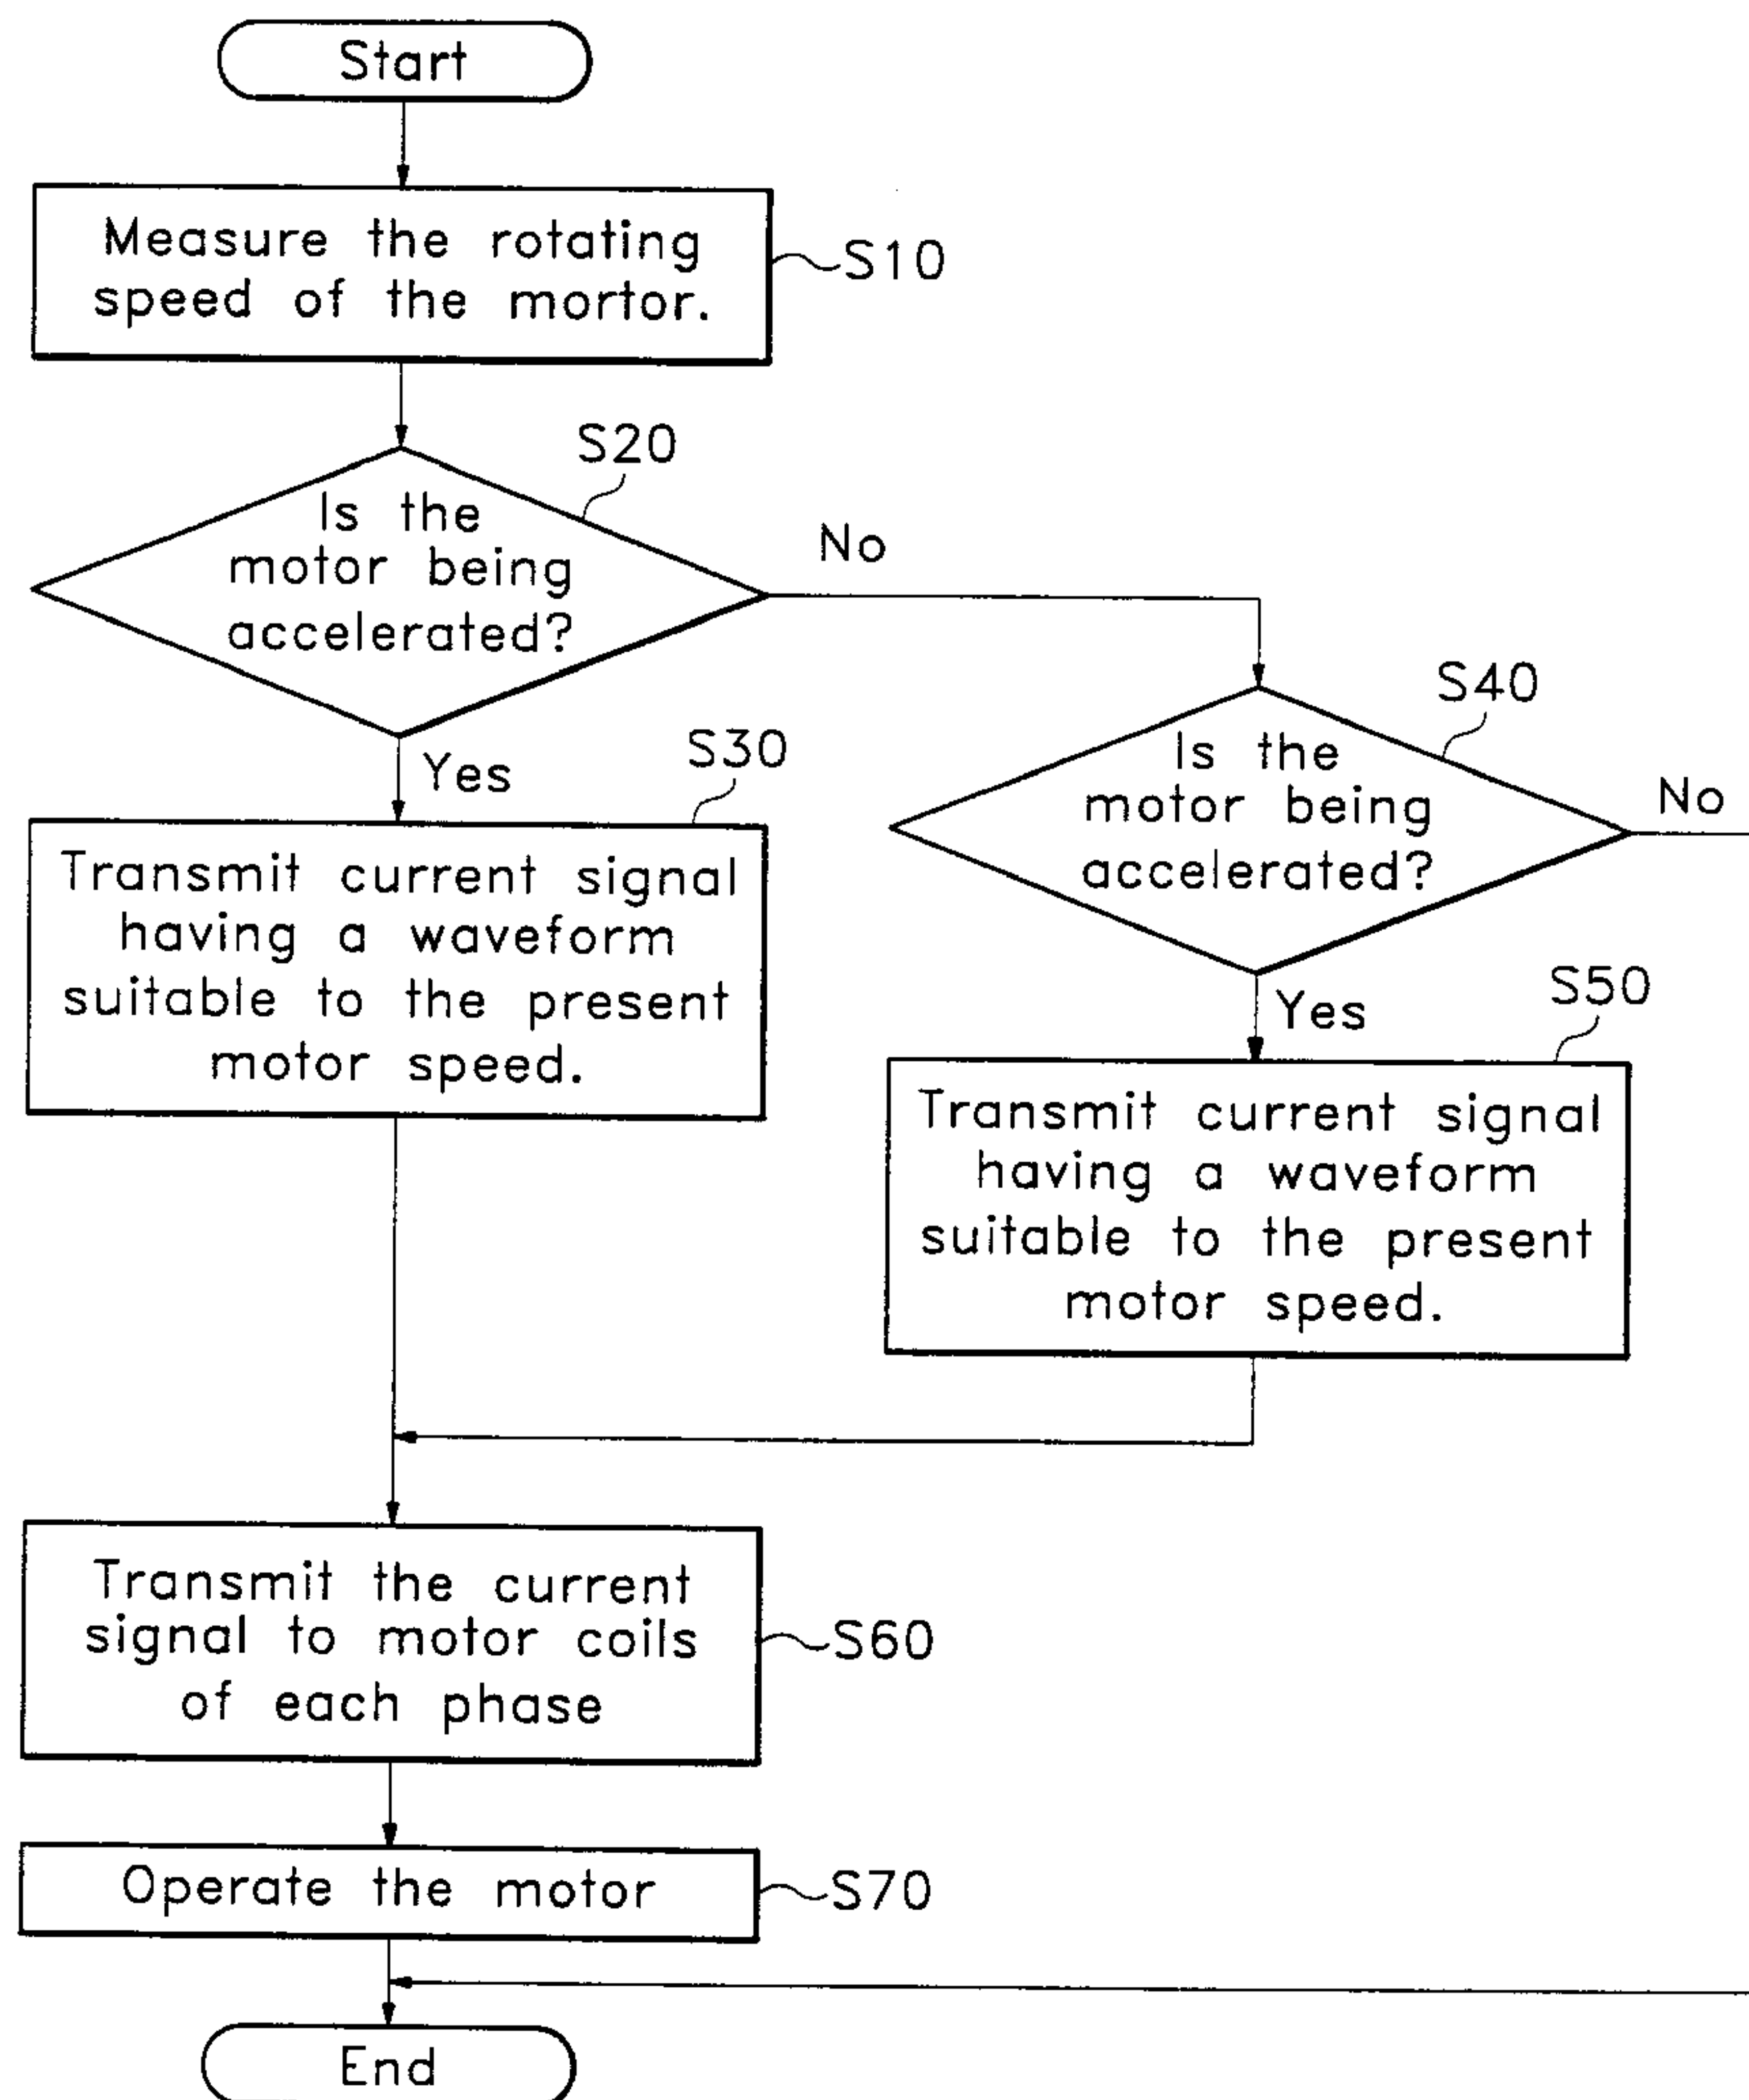 Start
Measure the rotating
speed of the mortor.
S10
S20
Is the
motor being
accelerated?
No
Yes
S30
Transmit current signal
having a waveform
suitable to the present
motor speed.
S40
Is the
motor being
accelerated?
No
Yes
S50
Transmit current signal
having a waveform
suitable to the present
motor speed.
Transmit the current
signal to motor coils
of each phase
S60
Operate the motor
S70
End